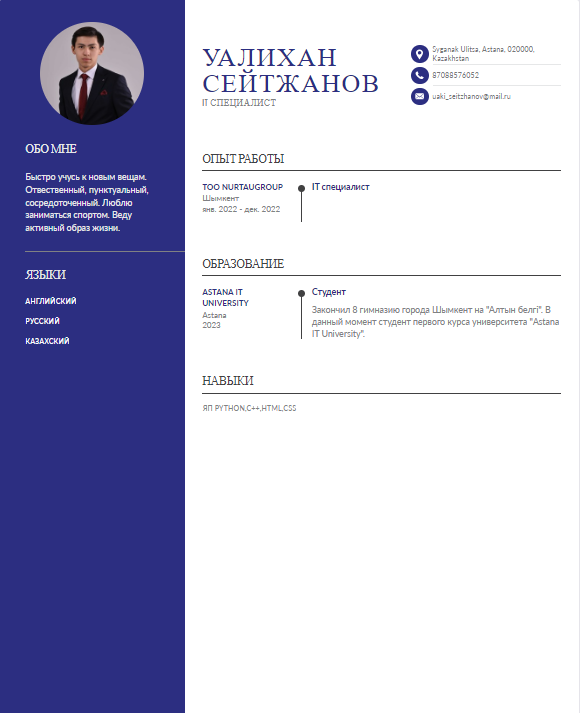 ОБО МНЕ
Быстро учусь к новым вещам.
Отвественный, пунктуальный,
сосредоточенный. Люблю
заниматься спортом. Веду
активный образ жизни.
ЯЗЫКИ
АНГЛИЙСКИЙ
РУССКИЙ
КАЗАХСКИЙ
УАЛИХАН
СЕЙТЖАНОВ
IT СПЕЦИАЛИСТ
Syganak Ulitsa, Astana, 020000,
Kazakhstan
87088576052
uaki_seitzhanov@mail.ru
ОПЫТ РАБОТЫ
ТОО NURTAUGROUP
Шымкент
янв. 2022 - дек. 2022
IT специалист
ОБРАЗОВАНИЕ
ASTANA IT
UNIVERSITY
Astana
2023
Студент
Закончил 8 гимназию города Шымкент на "Алтын белгі". В
данный момент студент первого курса университета "Astana
IT University".
НАВЫКИ
ЯП PYTHON,C++,HTML,CSS